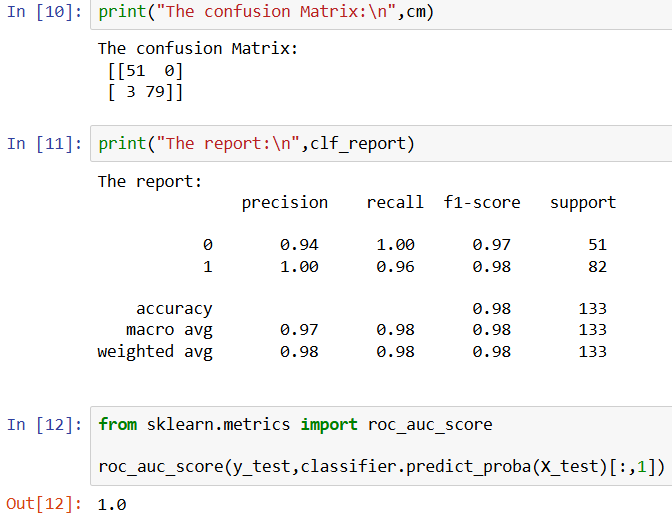 In [10]: print("The confusion Matrix:\n",cm)
The confusion Matrix:
[[51  0]
[ 3 79]]
In [11]: print("The report:\n",clf_report)
The report:
precision    recall  f1-score   support
0       0.94      1.00      0.97        51
1       1.00      0.96      0.98        82
accuracy                           0.98       133
macro avg       0.97      0.98      0.98       133
weighted avg       0.98      0.98      0.98       133
In [12]: from sklearn.metrics import roc_auc_score
roc_auc_score(y_test,classifier.predict_proba(X_test)[:,1])
Out[12]: 1.0